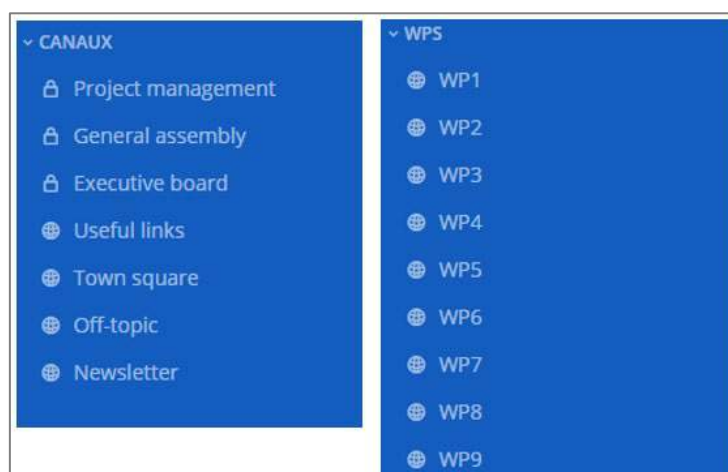 CANAUX
Project management
General assembly
Executive board
Useful links
Town square
Off-topic
Newsletter
WPS
WP1
WP2
WP3
WP4
WP5
WP6
WP7
WP8
WP9